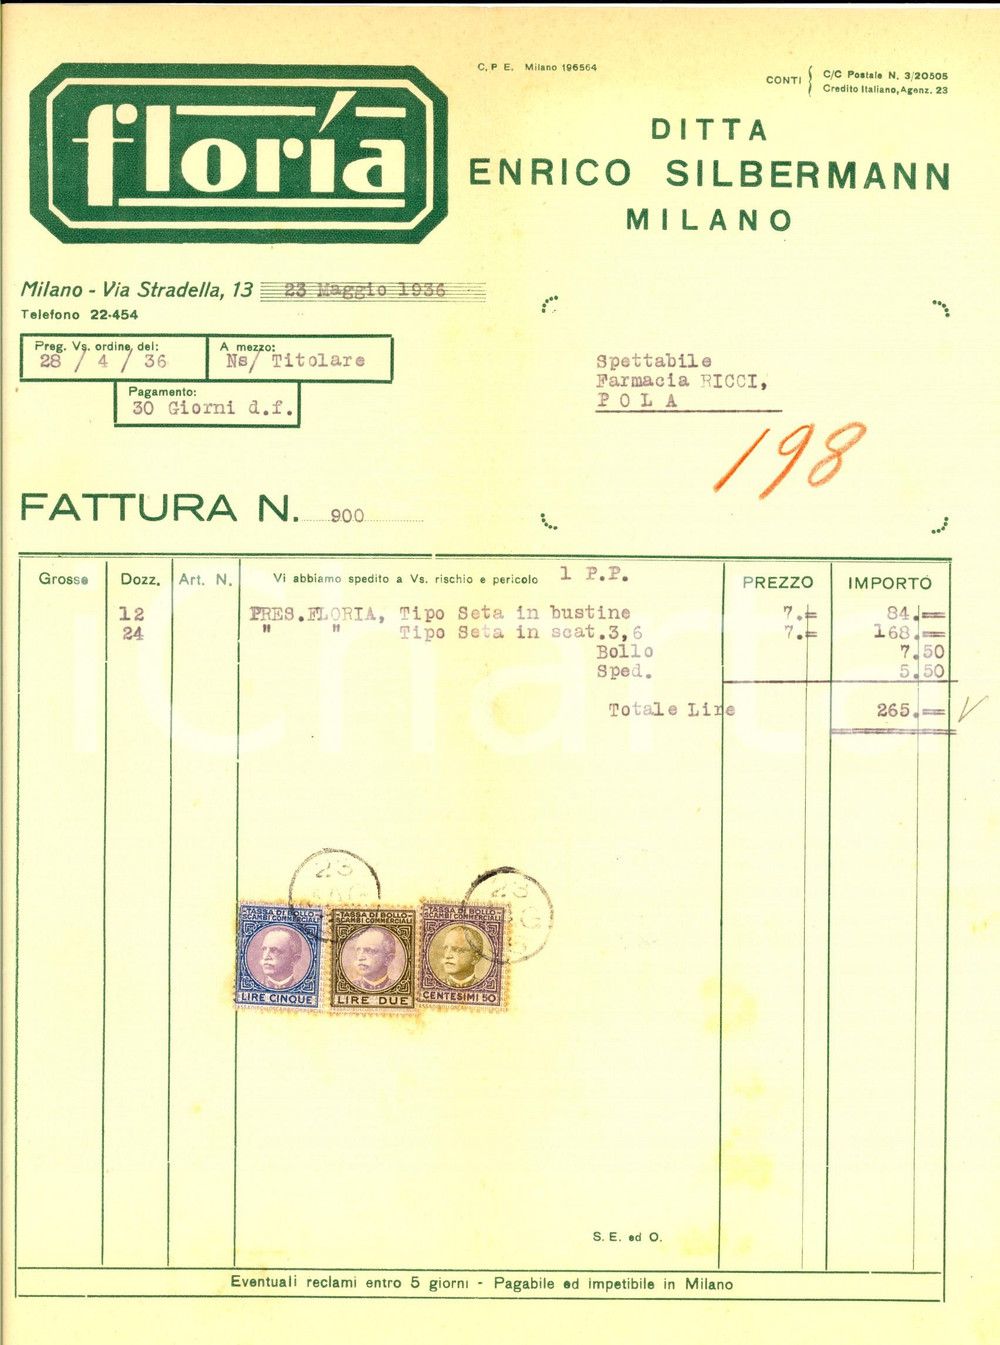 floría
C. P. E. Milano 196564
CONTI { C/C Postale N. 3/20505
Credito Italiano, Agenz. 23
DITTA
ENRICO SILBERMANN
MILANO
Milano - Via Stradella, 13 23 Maggio 1936
Telefono 22-454
Preg. Vs. ordine, del: A mezzo:
28 / 4 / 36 Ns/ Titolare
Pagamento:
30 Giorni d.f.
Spettabile
Farmacia RICCI,
P O L A
198
FATTURA N. 900
Grosse Dozz. Art. N. Vi abbiamo spedito a Vs. rischio e pericolo 1 P.P. PREZZO IMPORTO
12 PRES.FLORIA, Tipo Seta in bustine 7.= 84.==
24 " " Tipo Seta in scat.3,6 7.= 168.==
Bollo 7.50
Sped. 5.50
Totale Lire 265.==
iCharta
23 23
TASSA DI BOLLO TASSA DI BOLLO TASSA DI BOLLO
SCAMBI COMMERCIALI SCAMBI COMMERCIALI SCAMBI COMMERCIALI
LIRE CINQUE LIRE DUE CENTESIMI 50
S. E. ed O.
Eventuali reclami entro 5 giorni - Pagabile ed impetibile in Milano